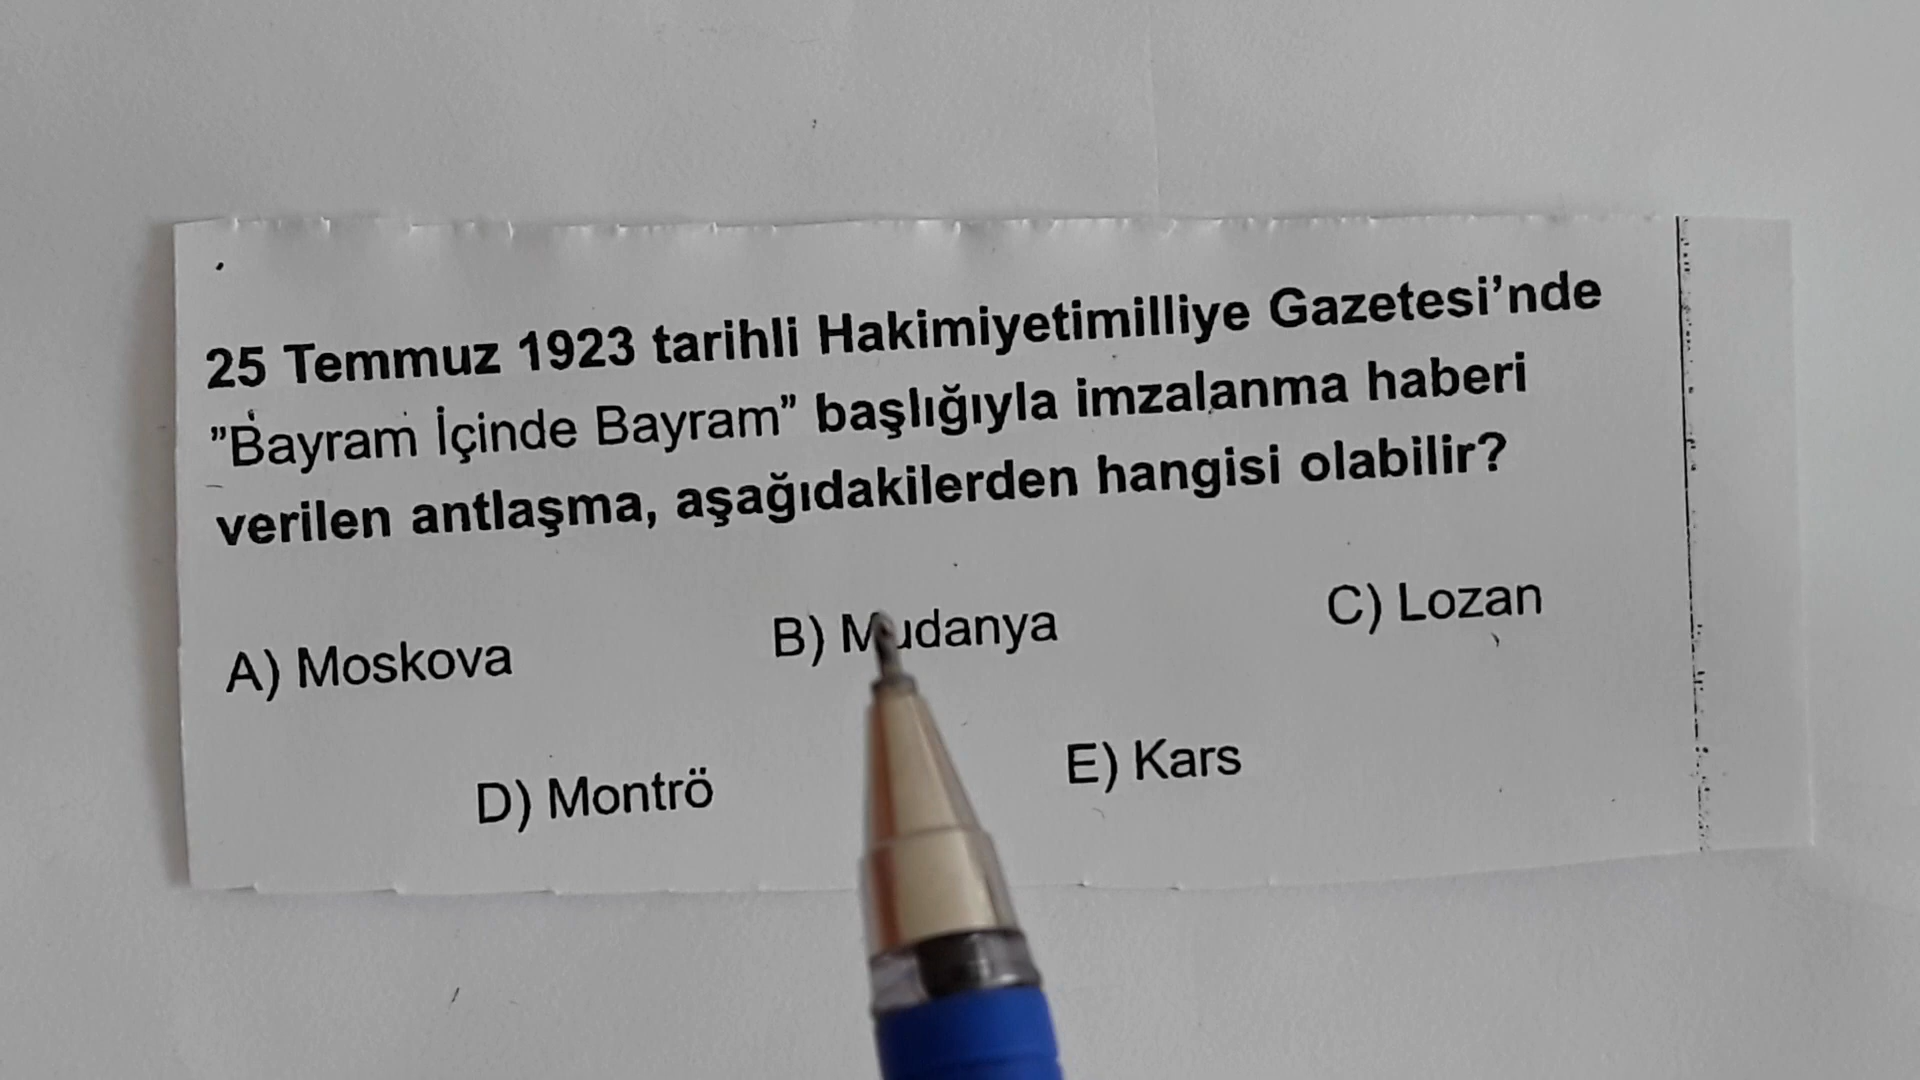 25 Temmuz 1923 tarihli Hakimiyetimilliye Gazetesi'nde
"Bayram İçinde Bayram" başlığıyla imzalanma haberi
verilen antlaşma, aşağıdakilerden hangisi olabilir?
A) Moskova B) Mudanya C) Lozan
D) Montrö E) Kars